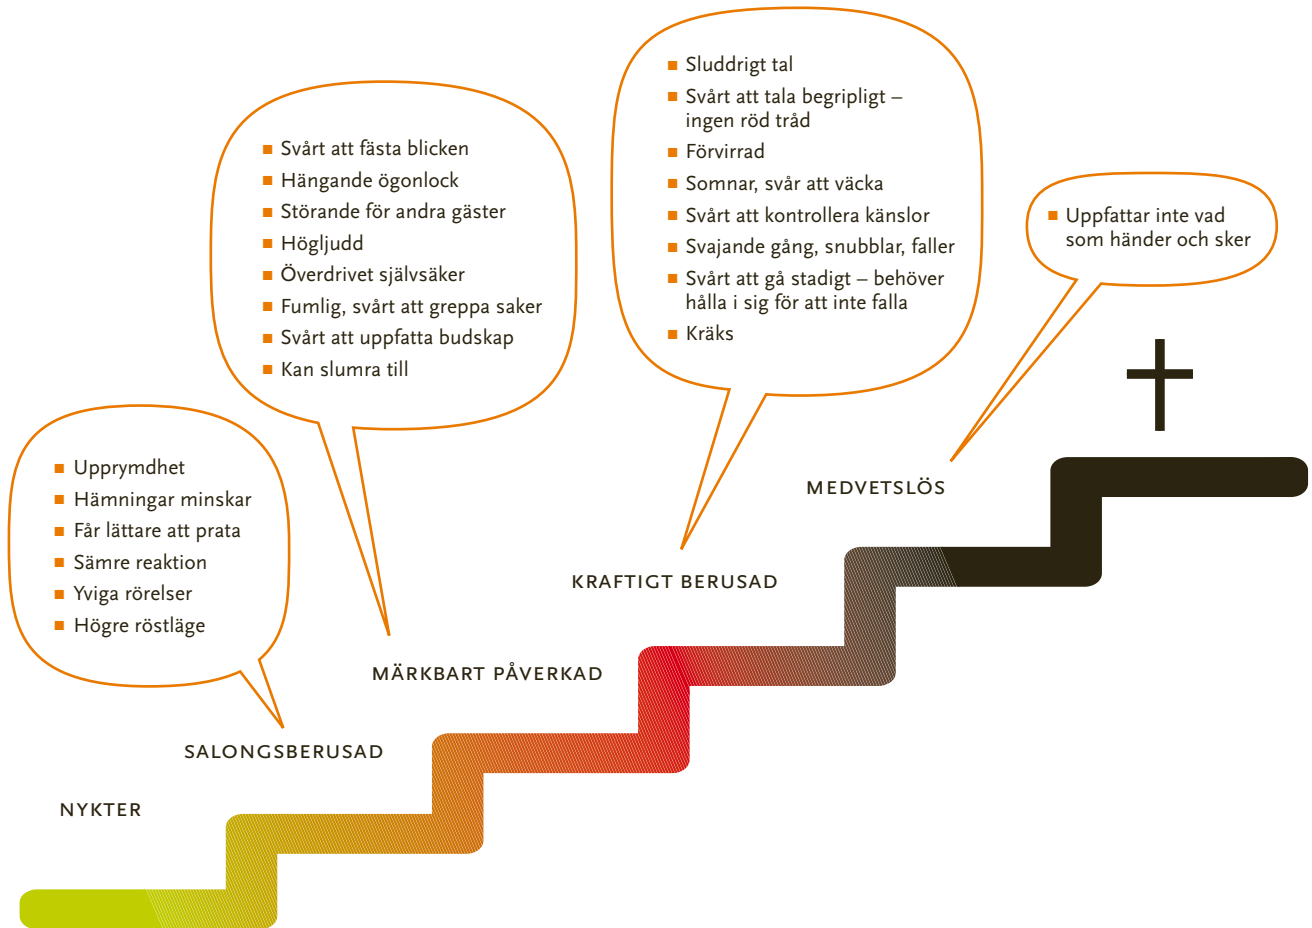 Sluddrigt tal
Svårt att tala begripligt –
ingen röd tråd
Förvirrad
Somnar, svår att väcka
Svårt att kontrollera känslor
Svajande gång, snubblar, faller
Svårt att gå stadigt – behöver
hålla i sig för att inte falla
Kräks
Svårt att fästa blicken
Hängande ögonlock
Störande för andra gäster
Högljudd
Överdrivet självsäker
Fumlig, svårt att greppa saker
Svårt att uppfatta budskap
Kan slumra till
Uppfattar inte vad
som händer och sker
Upprymdhet
Hämningar minskar
Får lättare att prata
Sämre reaktion
Yviga rörelser
Högre röstläge
MEDVETSLÖS
KRAFTIGT BERUSAD
MÄRKBART PÅVERKAD
SALONGSBERUSAD
NYKTER